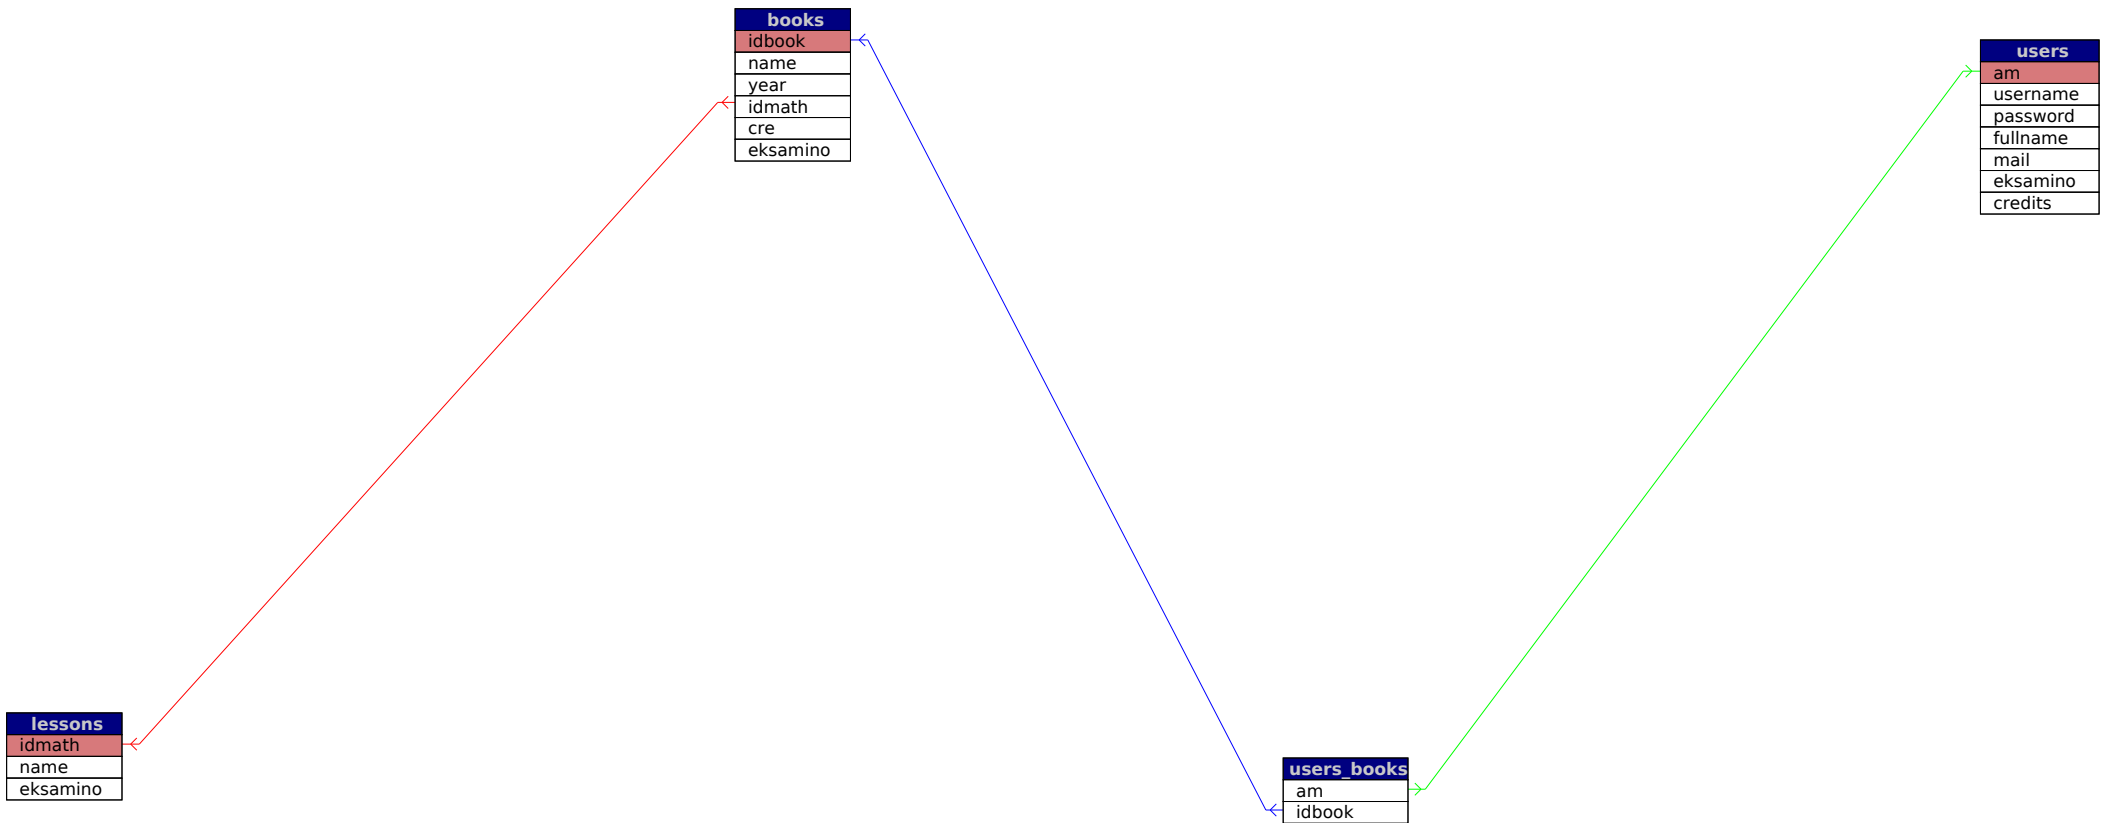 books
idbook
name
year
idmath
cre
eksamino
users
am
username
password
fullname
mail
eksamino
credits
lessons
idmath
name
eksamino
users_books
am
idbook